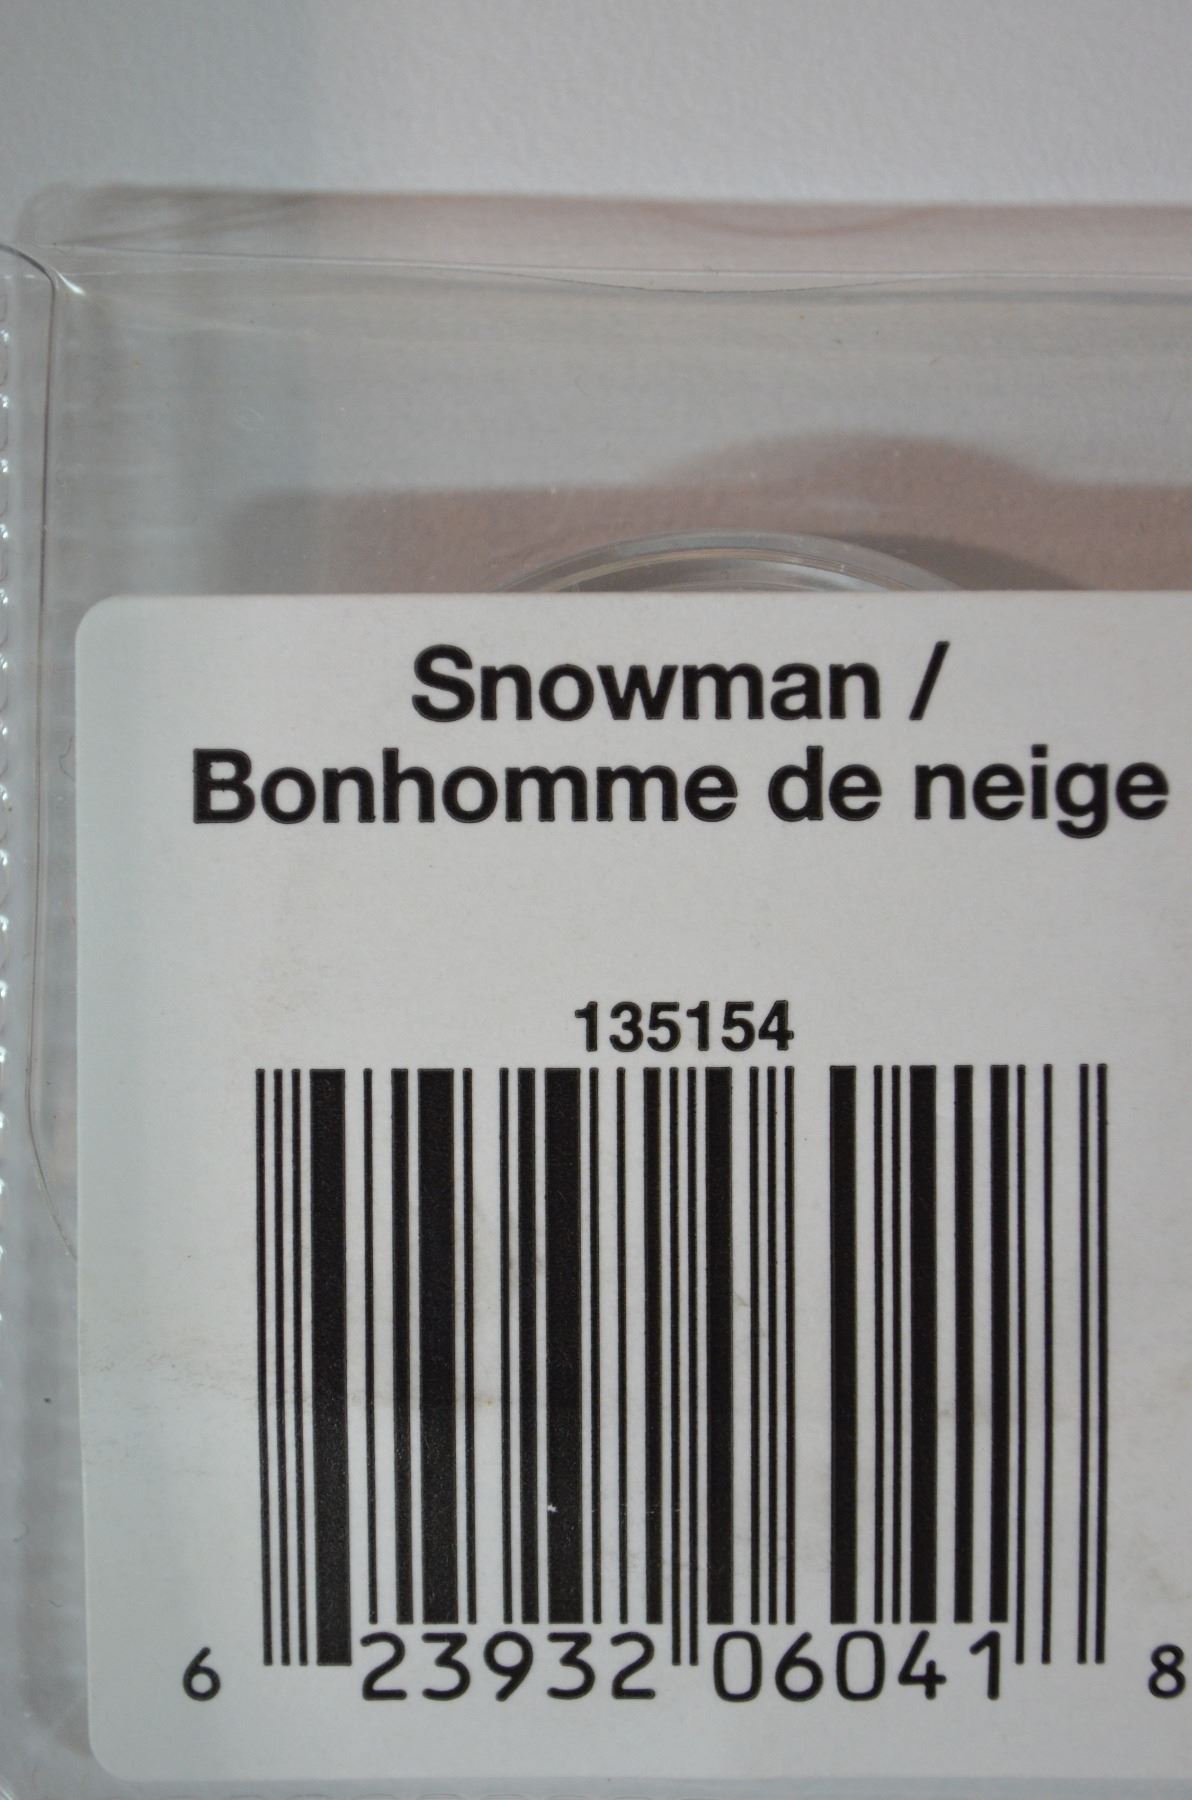 Snowman /
Bonhomme de neige
135154
6 23932 06041 8